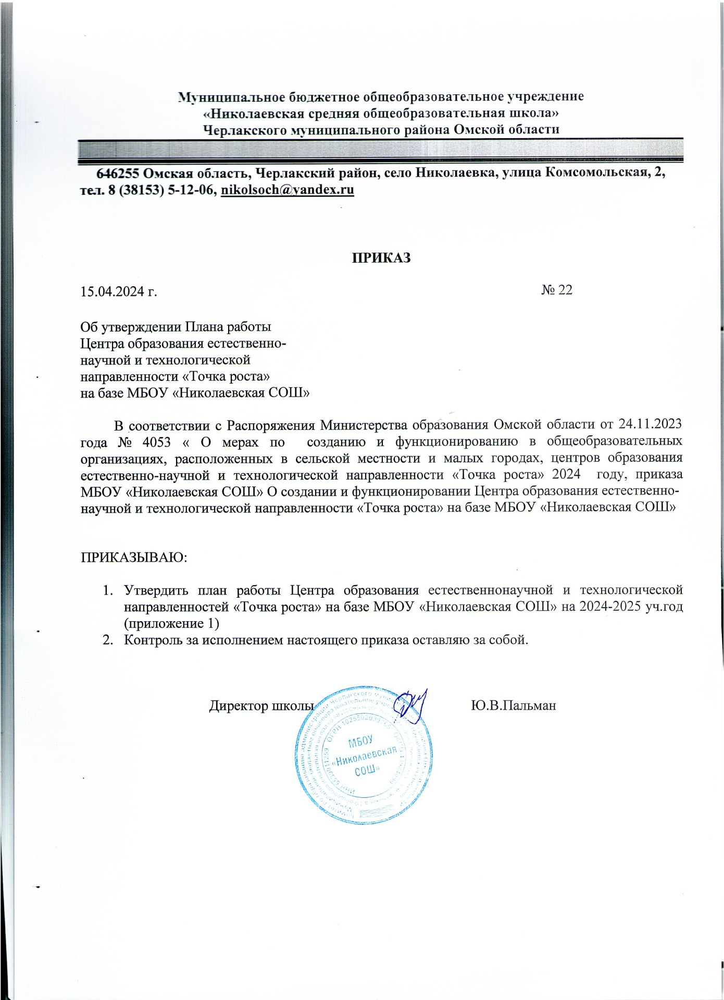 Муниципальное бюджетное общеобразовательное учреждение
«Николаевская средняя общеобразовательная школа»
Черлакского муниципального района Омской области
646255 Омская область, Черлакский район, село Николаевка, улица Комсомольская, 2,
тел. 8 (38153) 5-12-06, nikolsoch@yandex.ru
ПРИКАЗ
15.04.2024 г. № 22
Об утверждении Плана работы
Центра образования естественно-
научной и технологической
направленности «Точка роста»
на базе МБОУ «Николаевская СОШ»
В соответствии с Распоряжения Министерства образования Омской области от 24.11.2023
года № 4053 « О мерах по созданию и функционированию в общеобразовательных
организациях, расположенных в сельской местности и малых городах, центров образования
естественно-научной и технологической направленности «Точка роста» 2024 году, приказа
МБОУ «Николаевская СОШ» О создании и функционировании Центра образования естественно-
научной и технологической направленности «Точка роста» на базе МБОУ «Николаевская СОШ»
ПРИКАЗЫВАЮ:
1. Утвердить план работы Центра образования естественнонаучной и технологической
направленностей «Точка роста» на базе МБОУ «Николаевская СОШ» на 2024-2025 уч.год
(приложение 1)
2. Контроль за исполнением настоящего приказа оставляю за собой.
Директор школы Ю.В.Пальман
МБОУ
«Николаевская
СОШ»